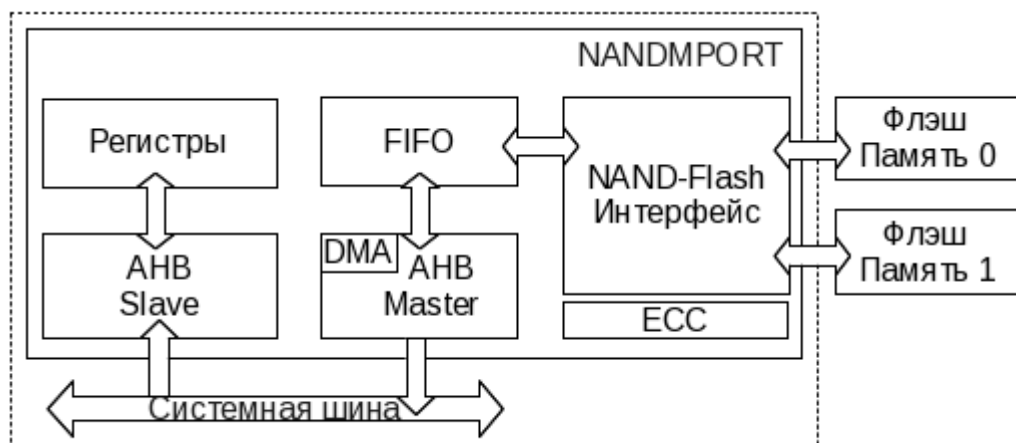 NANDMPORT
Регистры
FIFO
NAND-Flash
Интерфейс
Флэш
Память 0
AHB
Slave
DMA
AHB
Master
ECC
Флэш
Память 1
Системная шина